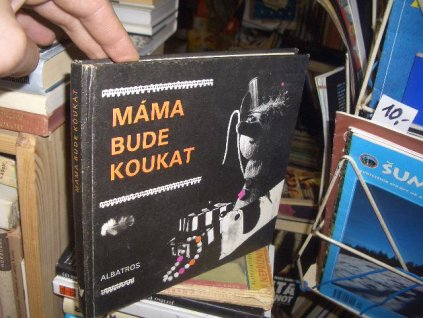 MÁMA
BUDE
KOUKAT
ALBATROS
MÁMA BUDE KOUKAT
10,-
ŠUM